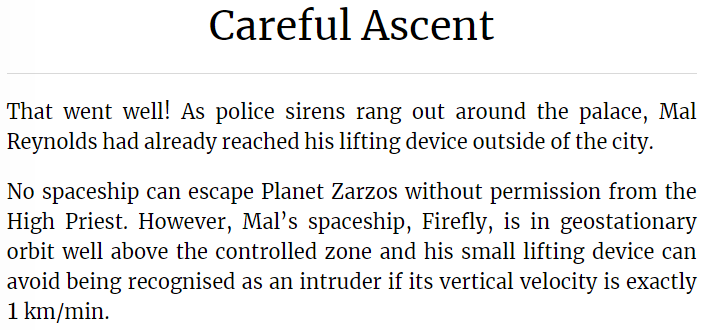 Careful Ascent
That went well! As police sirens rang out around the palace, Mal
Reynolds had already reached his lifting device outside of the city.
No spaceship can escape Planet Zarzos without permission from the
High Priest. However, Mal’s spaceship, Firefly, is in geostationary
orbit well above the controlled zone and his small lifting device can
avoid being recognised as an intruder if its vertical velocity is exactly
1 km/min.